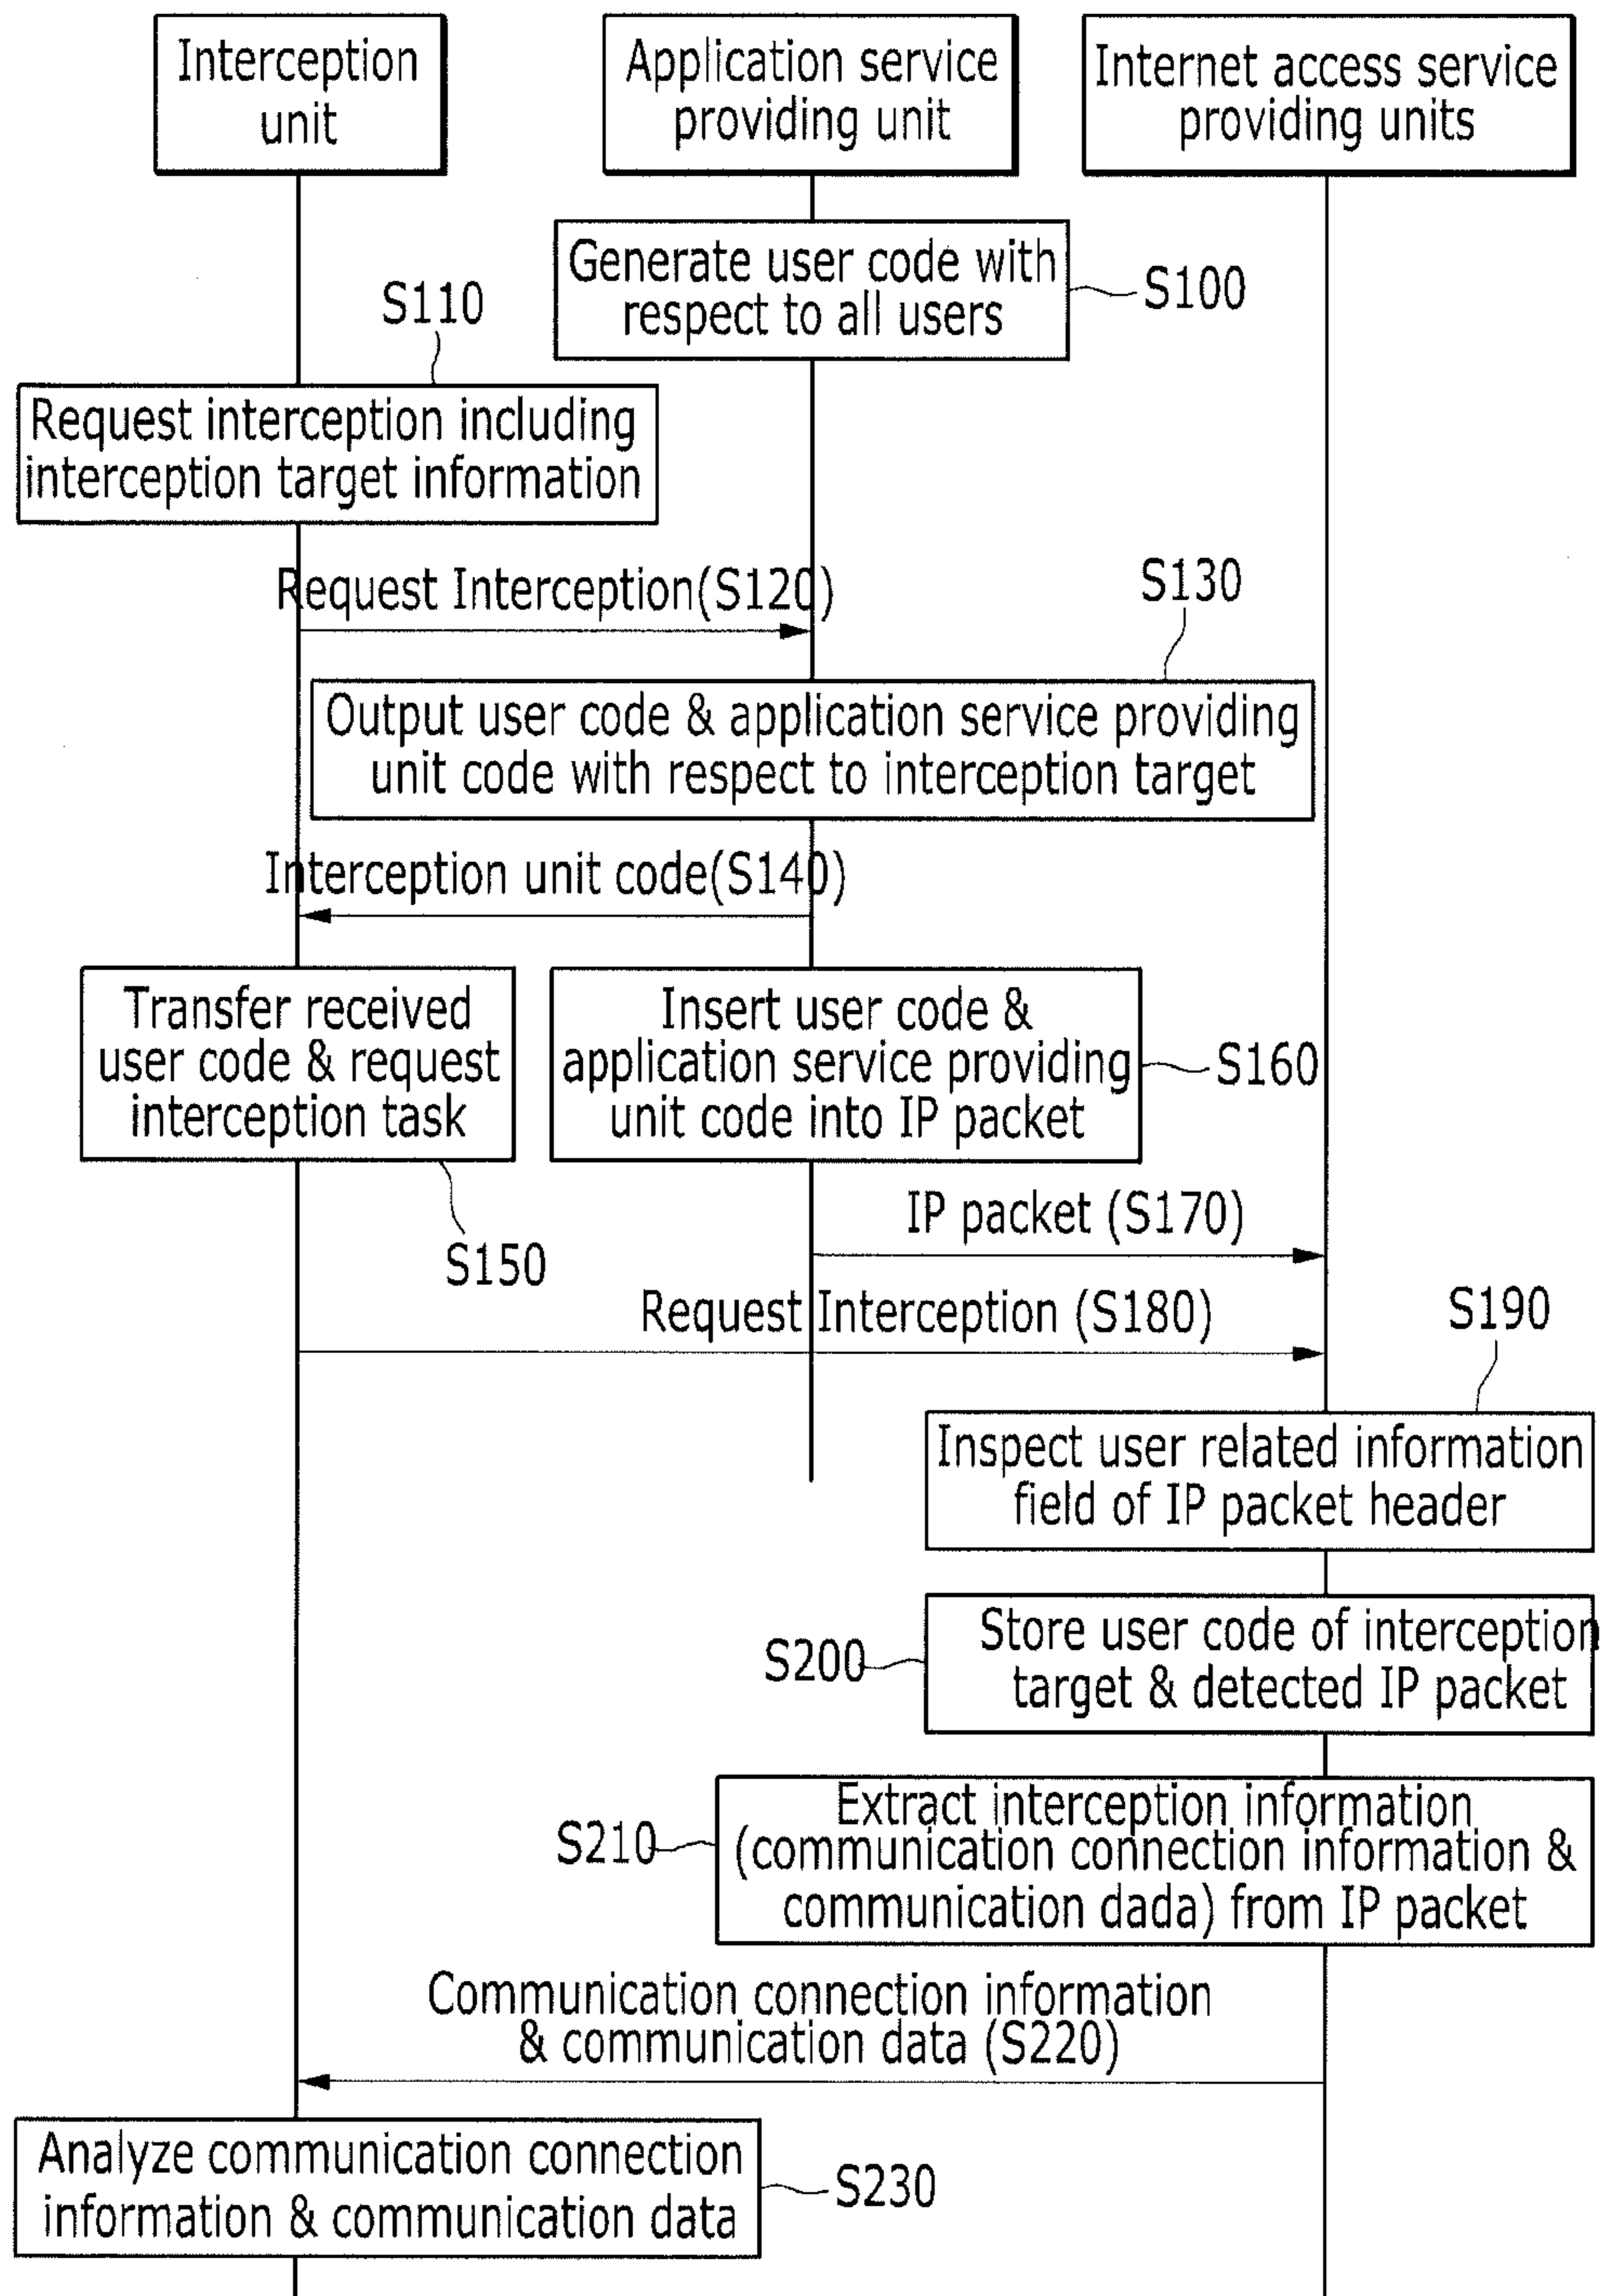 Interception
unit
Application service
providing unit
Internet access service
providing units
Generate user code with
respect to all users
S100
S110
Request interception including
interception target information
Request Interception(S120)
S130
Output user code & application service providing
unit code with respect to interception target
Interception unit code(S140)
Transfer received
user code & request
interception task
S150
Insert user code &
application service providing
unit code into IP packet
S160
IP packet (S170)
Request Interception (S180)
S190
Inspect user related information
field of IP packet header
S200
Store user code of interception
target & detected IP packet
S210
Extract interception information
(communication connection information &
communication dada) from IP packet
Communication connection information
& communication data (S220)
Analyze communication connection
information & communication data
S230